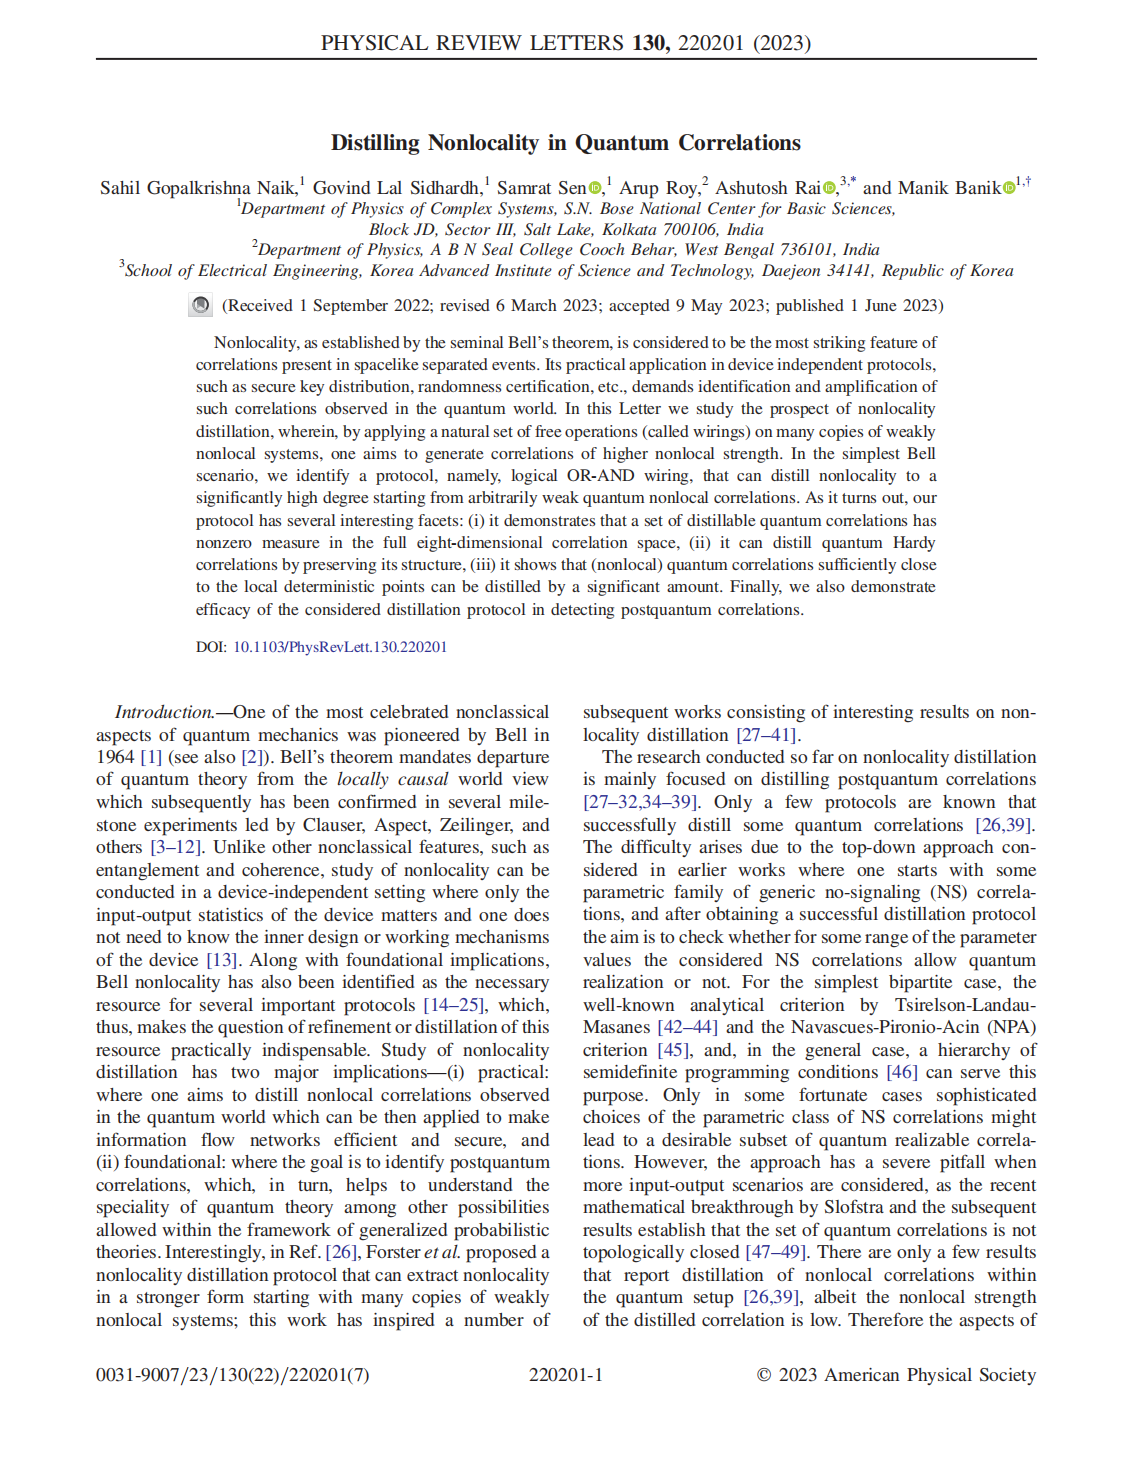 PHYSICAL REVIEW LETTERS 130, 220201 (2023)
Distilling Nonlocality in Quantum Correlations
Sahil Gopalkrishna Naik,1 Govind Lal Sidhardh,1 Samrat Sen,1 Arup Roy,2 Ashutosh Rai,3,* and Manik Banik1,†
1Department of Physics of Complex Systems, S.N. Bose National Center for Basic Sciences,
Block JD, Sector III, Salt Lake, Kolkata 700106, India
2Department of Physics, A B N Seal College Cooch Behar, West Bengal 736101, India
3School of Electrical Engineering, Korea Advanced Institute of Science and Technology, Daejeon 34141, Republic of Korea
(Received 1 September 2022; revised 6 March 2023; accepted 9 May 2023; published 1 June 2023)
Nonlocality, as established by the seminal Bell's theorem, is considered to be the most striking feature of
correlations present in spacelike separated events. Its practical application in device independent protocols,
such as secure key distribution, randomness certification, etc., demands identification and amplification of
such correlations observed in the quantum world. In this Letter we study the prospect of nonlocality
distillation, wherein, by applying a natural set of free operations (called wirings) on many copies of weakly
nonlocal systems, one aims to generate correlations of higher nonlocal strength. In the simplest Bell
scenario, we identify a protocol, namely, logical OR-AND wiring, that can distill nonlocality to a
significantly high degree starting from arbitrarily weak quantum nonlocal correlations. As it turns out, our
protocol has several interesting facets: (i) it demonstrates that a set of distillable quantum correlations has
nonzero measure in the full eight-dimensional correlation space, (ii) it can distill quantum Hardy
correlations by preserving its structure, (iii) it shows that (nonlocal) quantum correlations sufficiently close
to the local deterministic points can be distilled by a significant amount. Finally, we also demonstrate
efficacy of the considered distillation protocol in detecting postquantum correlations.
DOI: 10.1103/PhysRevLett.130.220201
Introduction.—One of the most celebrated nonclassical
aspects of quantum mechanics was pioneered by Bell in
1964 [1] (see also [2]). Bell's theorem mandates departure
of quantum theory from the locally causal world view
which subsequently has been confirmed in several mile-
stone experiments led by Clauser, Aspect, Zeilinger, and
others [3–12]. Unlike other nonclassical features, such as
entanglement and coherence, study of nonlocality can be
conducted in a device-independent setting where only the
input-output statistics of the device matters and one does
not need to know the inner design or working mechanisms
of the device [13]. Along with foundational implications,
Bell nonlocality has also been identified as the necessary
resource for several important protocols [14–25], which,
thus, makes the question of refinement or distillation of this
resource practically indispensable. Study of nonlocality
distillation has two major implications—(i) practical:
where one aims to distill nonlocal correlations observed
in the quantum world which can be then applied to make
information flow networks efficient and secure, and
(ii) foundational: where the goal is to identify postquantum
correlations, which, in turn, helps to understand the
speciality of quantum theory among other possibilities
allowed within the framework of generalized probabilistic
theories. Interestingly, in Ref. [26], Forster et al. proposed a
nonlocality distillation protocol that can extract nonlocality
in a stronger form starting with many copies of weakly
nonlocal systems; this work has inspired a number of
subsequent works consisting of interesting results on non-
locality distillation [27–41].
The research conducted so far on nonlocality distillation
is mainly focused on distilling postquantum correlations
[27–32,34–39]. Only a few protocols are known that
successfully distill some quantum correlations [26,39].
The difficulty arises due to the top-down approach con-
sidered in earlier works where one starts with some
parametric family of generic no-signaling (NS) correla-
tions, and after obtaining a successful distillation protocol
the aim is to check whether for some range of the parameter
values the considered NS correlations allow quantum
realization or not. For the simplest bipartite case, the
well-known analytical criterion by Tsirelson-Landau-
Masanes [42–44] and the Navascues-Pironio-Acin (NPA)
criterion [45], and, in the general case, a hierarchy of
semidefinite programming conditions [46] can serve this
purpose. Only in some fortunate cases sophisticated
choices of the parametric class of NS correlations might
lead to a desirable subset of quantum realizable correla-
tions. However, the approach has a severe pitfall when
more input-output scenarios are considered, as the recent
mathematical breakthrough by Slofstra and the subsequent
results establish that the set of quantum correlations is not
topologically closed [47–49]. There are only a few results
that report distillation of nonlocal correlations within
the quantum setup [26,39], albeit the nonlocal strength
of the distilled correlation is low. Therefore the aspects of
0031-9007/23/130(22)/220201(7)
220201-1
© 2023 American Physical Society